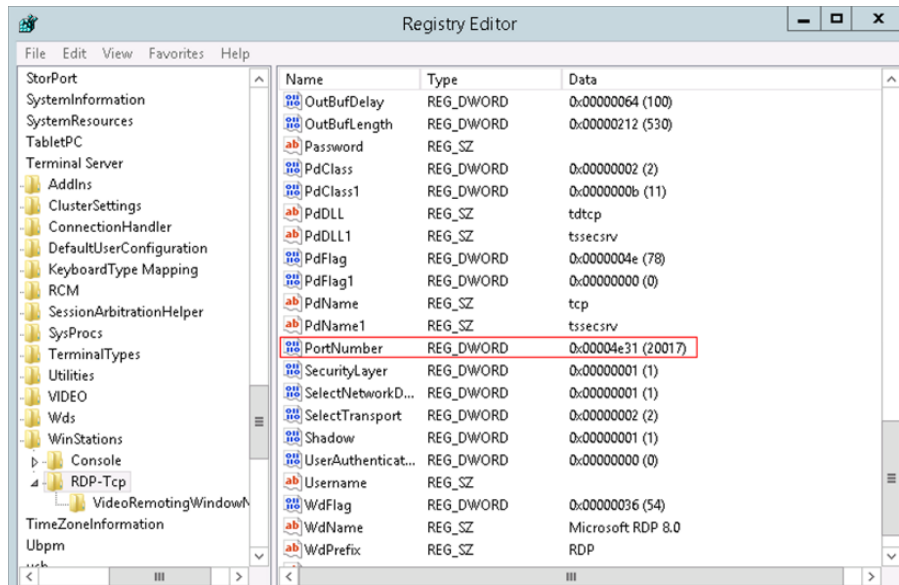 Registry Editor
File Edit View Favorites Help
StorPort
SystemInformation
SystemResources
TabletPC
Terminal Server
AddIns
ClusterSettings
ConnectionHandler
DefaultUserConfiguration
KeyboardType Mapping
RCM
SessionArbitrationHelper
SysProcs
TerminalTypes
Utilities
VIDEO
Wds
WinStations
Console
RDP-Tcp
VideoRemotingWindowN
TimeZoneInformation
Ubpm
Name Type Data
OutBufDelay REG_DWORD 0x00000064 (100)
OutBufLength REG_DWORD 0x00000212 (530)
Password REG_SZ
PdClass REG_DWORD 0x00000002 (2)
PdClass1 REG_DWORD 0x0000000b (11)
PdDLL REG_SZ tdtcp
PdDLL1 REG_SZ tssecsrv
PdFlag REG_DWORD 0x0000004e (78)
PdFlag1 REG_DWORD 0x00000000 (0)
PdName REG_SZ tcp
PdName1 REG_SZ tssecsrv
PortNumber REG_DWORD 0x00004e31 (20017)
SecurityLayer REG_DWORD 0x00000001 (1)
SelectNetworkD... REG_DWORD 0x00000001 (1)
SelectTransport REG_DWORD 0x00000002 (2)
Shadow REG_DWORD 0x00000001 (1)
UserAuthenticat... REG_DWORD 0x00000000 (0)
Username REG_SZ
WdFlag REG_DWORD 0x00000036 (54)
WdName REG_SZ Microsoft RDP 8.0
WdPrefix REG_SZ RDP